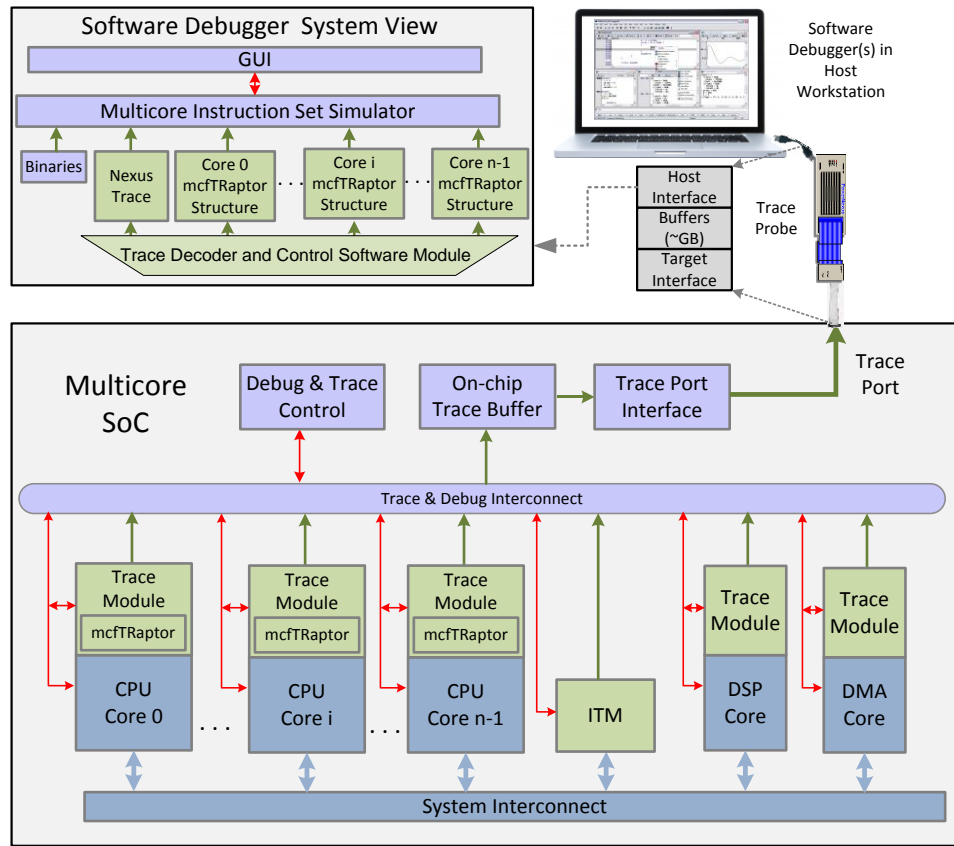 Software Debugger System View
GUI
Multicore Instruction Set Simulator
Binaries
Nexus
Trace
Core 0
mcfTRaptor
Structure
. . .
Core i
mcfTRaptor
Structure
. . .
Core n-1
mcfTRaptor
Structure
Trace Decoder and Control Software Module
Software
Debugger(s) in
Host
Workstation
Host
Interface
Buffers
(~GB)
Target
Interface
Trace
Probe
Multicore
SoC
Debug & Trace
Control
On-chip
Trace Buffer
Trace Port
Interface
Trace
Port
Trace & Debug Interconnect
Trace
Module
mcfTRaptor
CPU
Core 0
. . .
Trace
Module
mcfTRaptor
CPU
Core i
. . .
Trace
Module
mcfTRaptor
CPU
Core n-1
ITM
Trace
Module
DSP
Core
Trace
Module
DMA
Core
System Interconnect